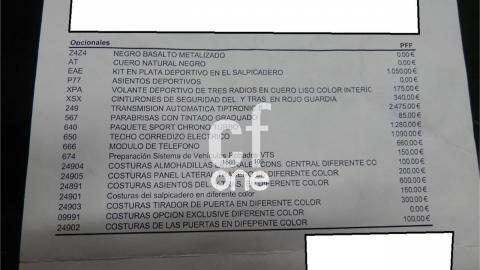 Opcionales PFF
Z4Z4 NEGRO BASALTO METALIZADO 0,00 €
AT CUERO NATURAL NEGRO 0,00 €
EAE KIT EN PLATA DEPORTIVO EN EL SALPICADERO 1.050,00 €
P77 ASIENTOS DEPORTIVOS 0,00 €
XPA VOLANTE DEPORTIVO DE TRES RADIOS EN CUERO LISO COLOR INTERIC 175,00 €
XSX CINTURONES DE SEGURIDAD DEL. Y TRAS. EN ROJO GUARDIA 340,00 €
249 TRANSMISION AUTOMATICA TIPTRONIC 2.475,00 €
567 PARABRISAS CON TINTADO GRADUADO 85,00 €
640 PAQUETE SPORT CHRONO TURBO 1.280,00 €
650 TECHO CORREDIZO ELECTRICO 1.090,00 €
666 MODULO DE TELEFONO 660,00 €
674 Preparación Sistema de Vehículos VTS 150,00 €
24904 COSTURAS ALMOHADILLAS CONS. CENTRAL DIFERENTE CO 100,00 €
24905 COSTURAS PANEL DIFERENTE COLOR 200,00 €
24891 COSTURAS ASIENTOS DEL DIFERENTE COLOR 600,00 €
24901 Costuras del salpicadero en diferente color 150,00 €
24903 COSTURAS TIRADOR DE PUERTA EN DIFERENTE COLOR 300,00 €
09991 COSTURAS OPCION EXCLUSIVE DIFERENTE COLOR 0,00 €
24902 COSTURAS DE LAS PUERTAS EN DIFEPENTE COLOR 100,00 €
cf
one